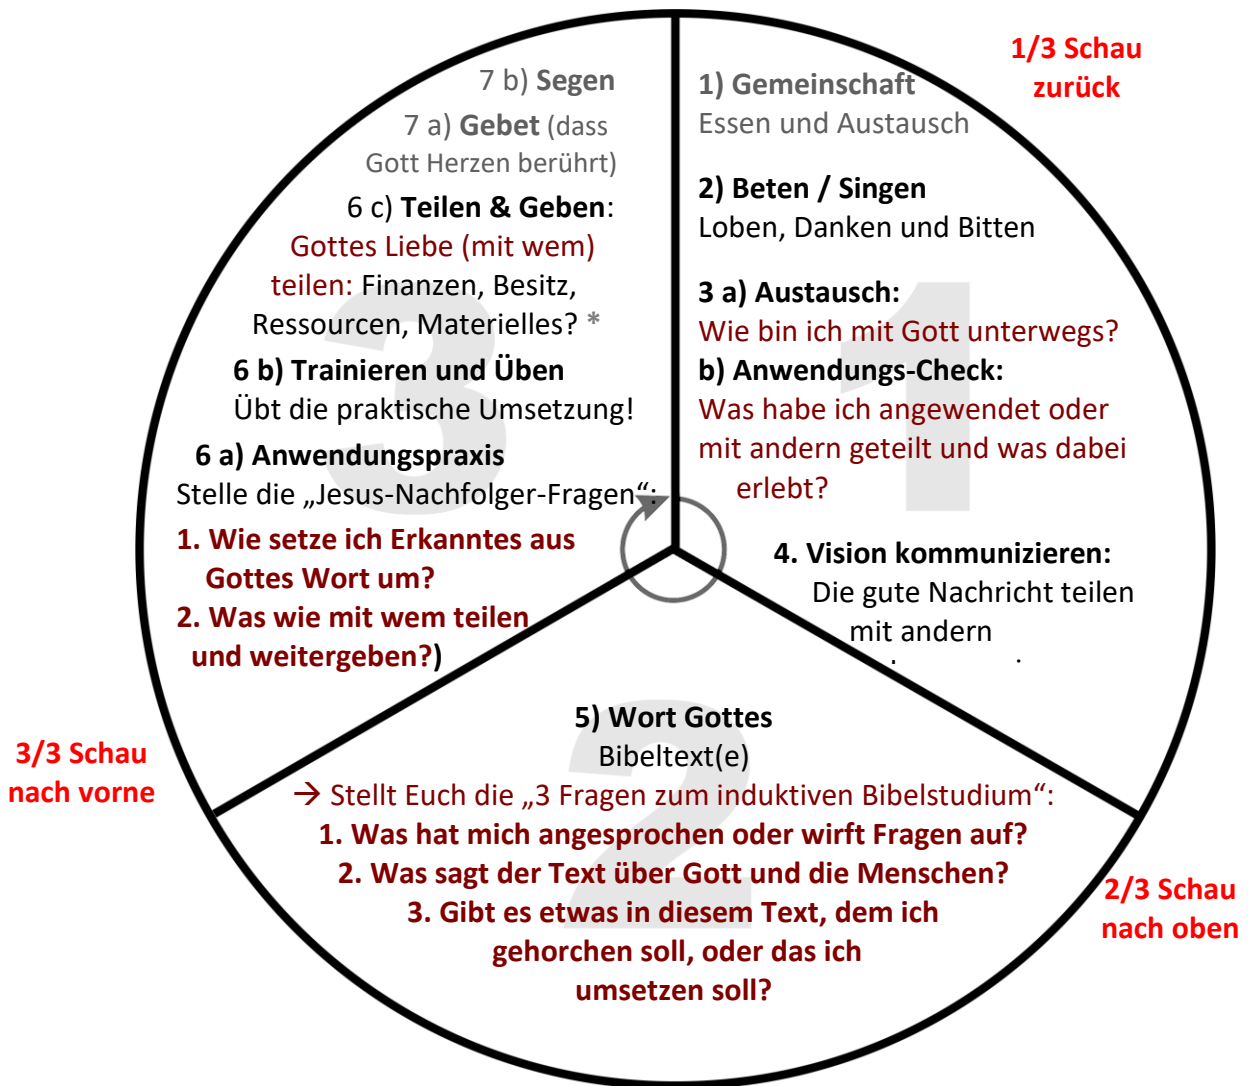 1/3 Schau
zurück
1) Gemeinschaft
Essen und Austausch
2) Beten / Singen
Loben, Danken und Bitten
1
3 a) Austausch:
Wie bin ich mit Gott unterwegs?
b) Anwendungs-Check:
Was habe ich angewendet oder
mit andern geteilt und was dabei
erlebt?
4. Vision kommunizieren:
Die gute Nachricht teilen
mit andern
2/3 Schau
nach oben
2
5) Wort Gottes
Bibeltext(e)
→ Stellt Euch die „3 Fragen zum induktiven Bibelstudium“:
1. Was hat mich angesprochen oder wirft Fragen auf?
2. Was sagt der Text über Gott und die Menschen?
3. Gibt es etwas in diesem Text, dem ich
gehorchen soll, oder das ich
umsetzen soll?
3/3 Schau
nach vorne
3
7 b) Segen
7 a) Gebet (dass
Gott Herzen berührt)
6 c) Teilen & Geben:
Gottes Liebe (mit wem)
teilen: Finanzen, Besitz,
Ressourcen, Materielles? *
6 b) Trainieren und Üben
Übt die praktische Umsetzung!
6 a) Anwendungspraxis
Stelle die „Jesus-Nachfolger-Fragen“:
1. Wie setze ich Erkanntes aus
Gottes Wort um?
2. Was wie mit wem teilen
und weitergeben?)